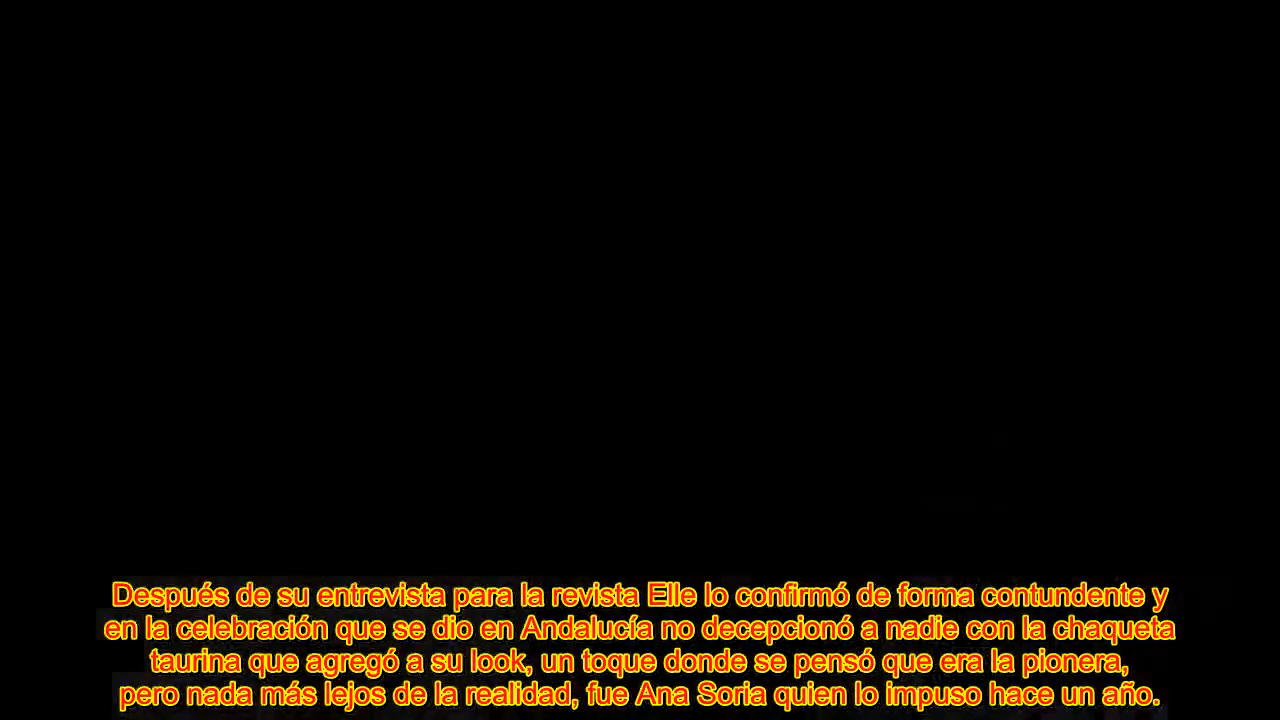 Después de su entrevista para la revista Elle lo confirmó de forma contundente y
en la celebración que se dio en Andalucía no decepcionó a nadie con la chaqueta
taurina que agregó a su look, un toque donde se pensó que era la pionera,
pero nada más lejos de la realidad, fue Ana Soria quien lo impuso hace un año.